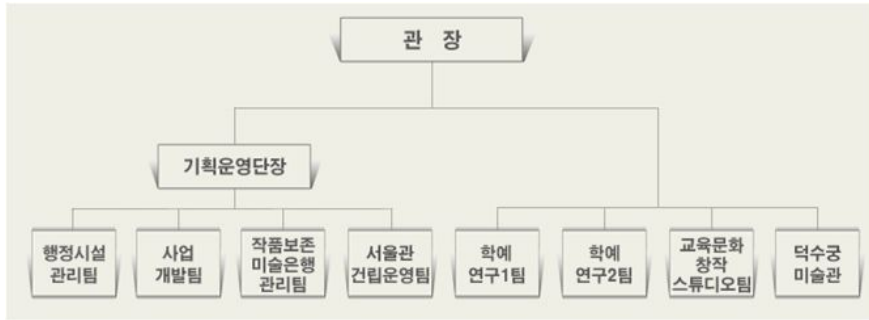 관 장
기획운영단장
행정시설
관리팀
사업
개발팀
작품보존
미술은행
관리팀
서울관
건립운영팀
학예
연구1팀
학예
연구2팀
교육문화
창작
스튜디오팀
덕수궁
미술관